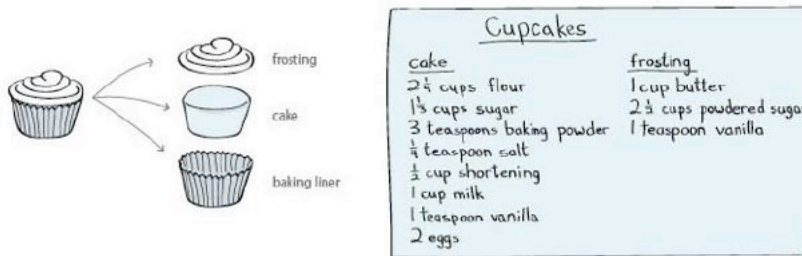 frosting
cake
baking liner
Cupcakes
cake
2¼ cups flour
1⅓ cups sugar
3 teaspoons baking powder
¼ teaspoon salt
½ cup shortening
1 cup milk
1 teaspoon vanilla
2 eggs
frosting
1 cup butter
2½ cups powdered sugar
1 teaspoon vanilla